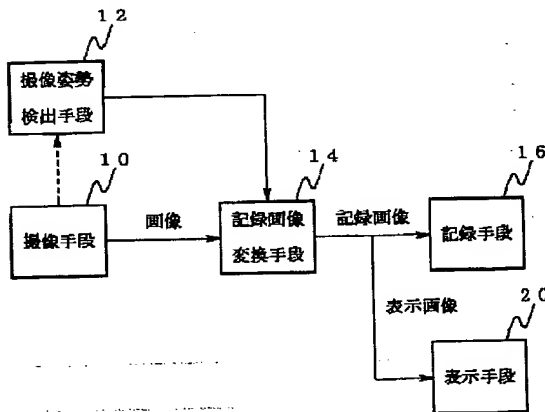 12
撮像姿勢
検出手段
10
撮像手段
画像
14
記録画像
変換手段
記録画像
16
記録手段
表示画像
20
表示手段